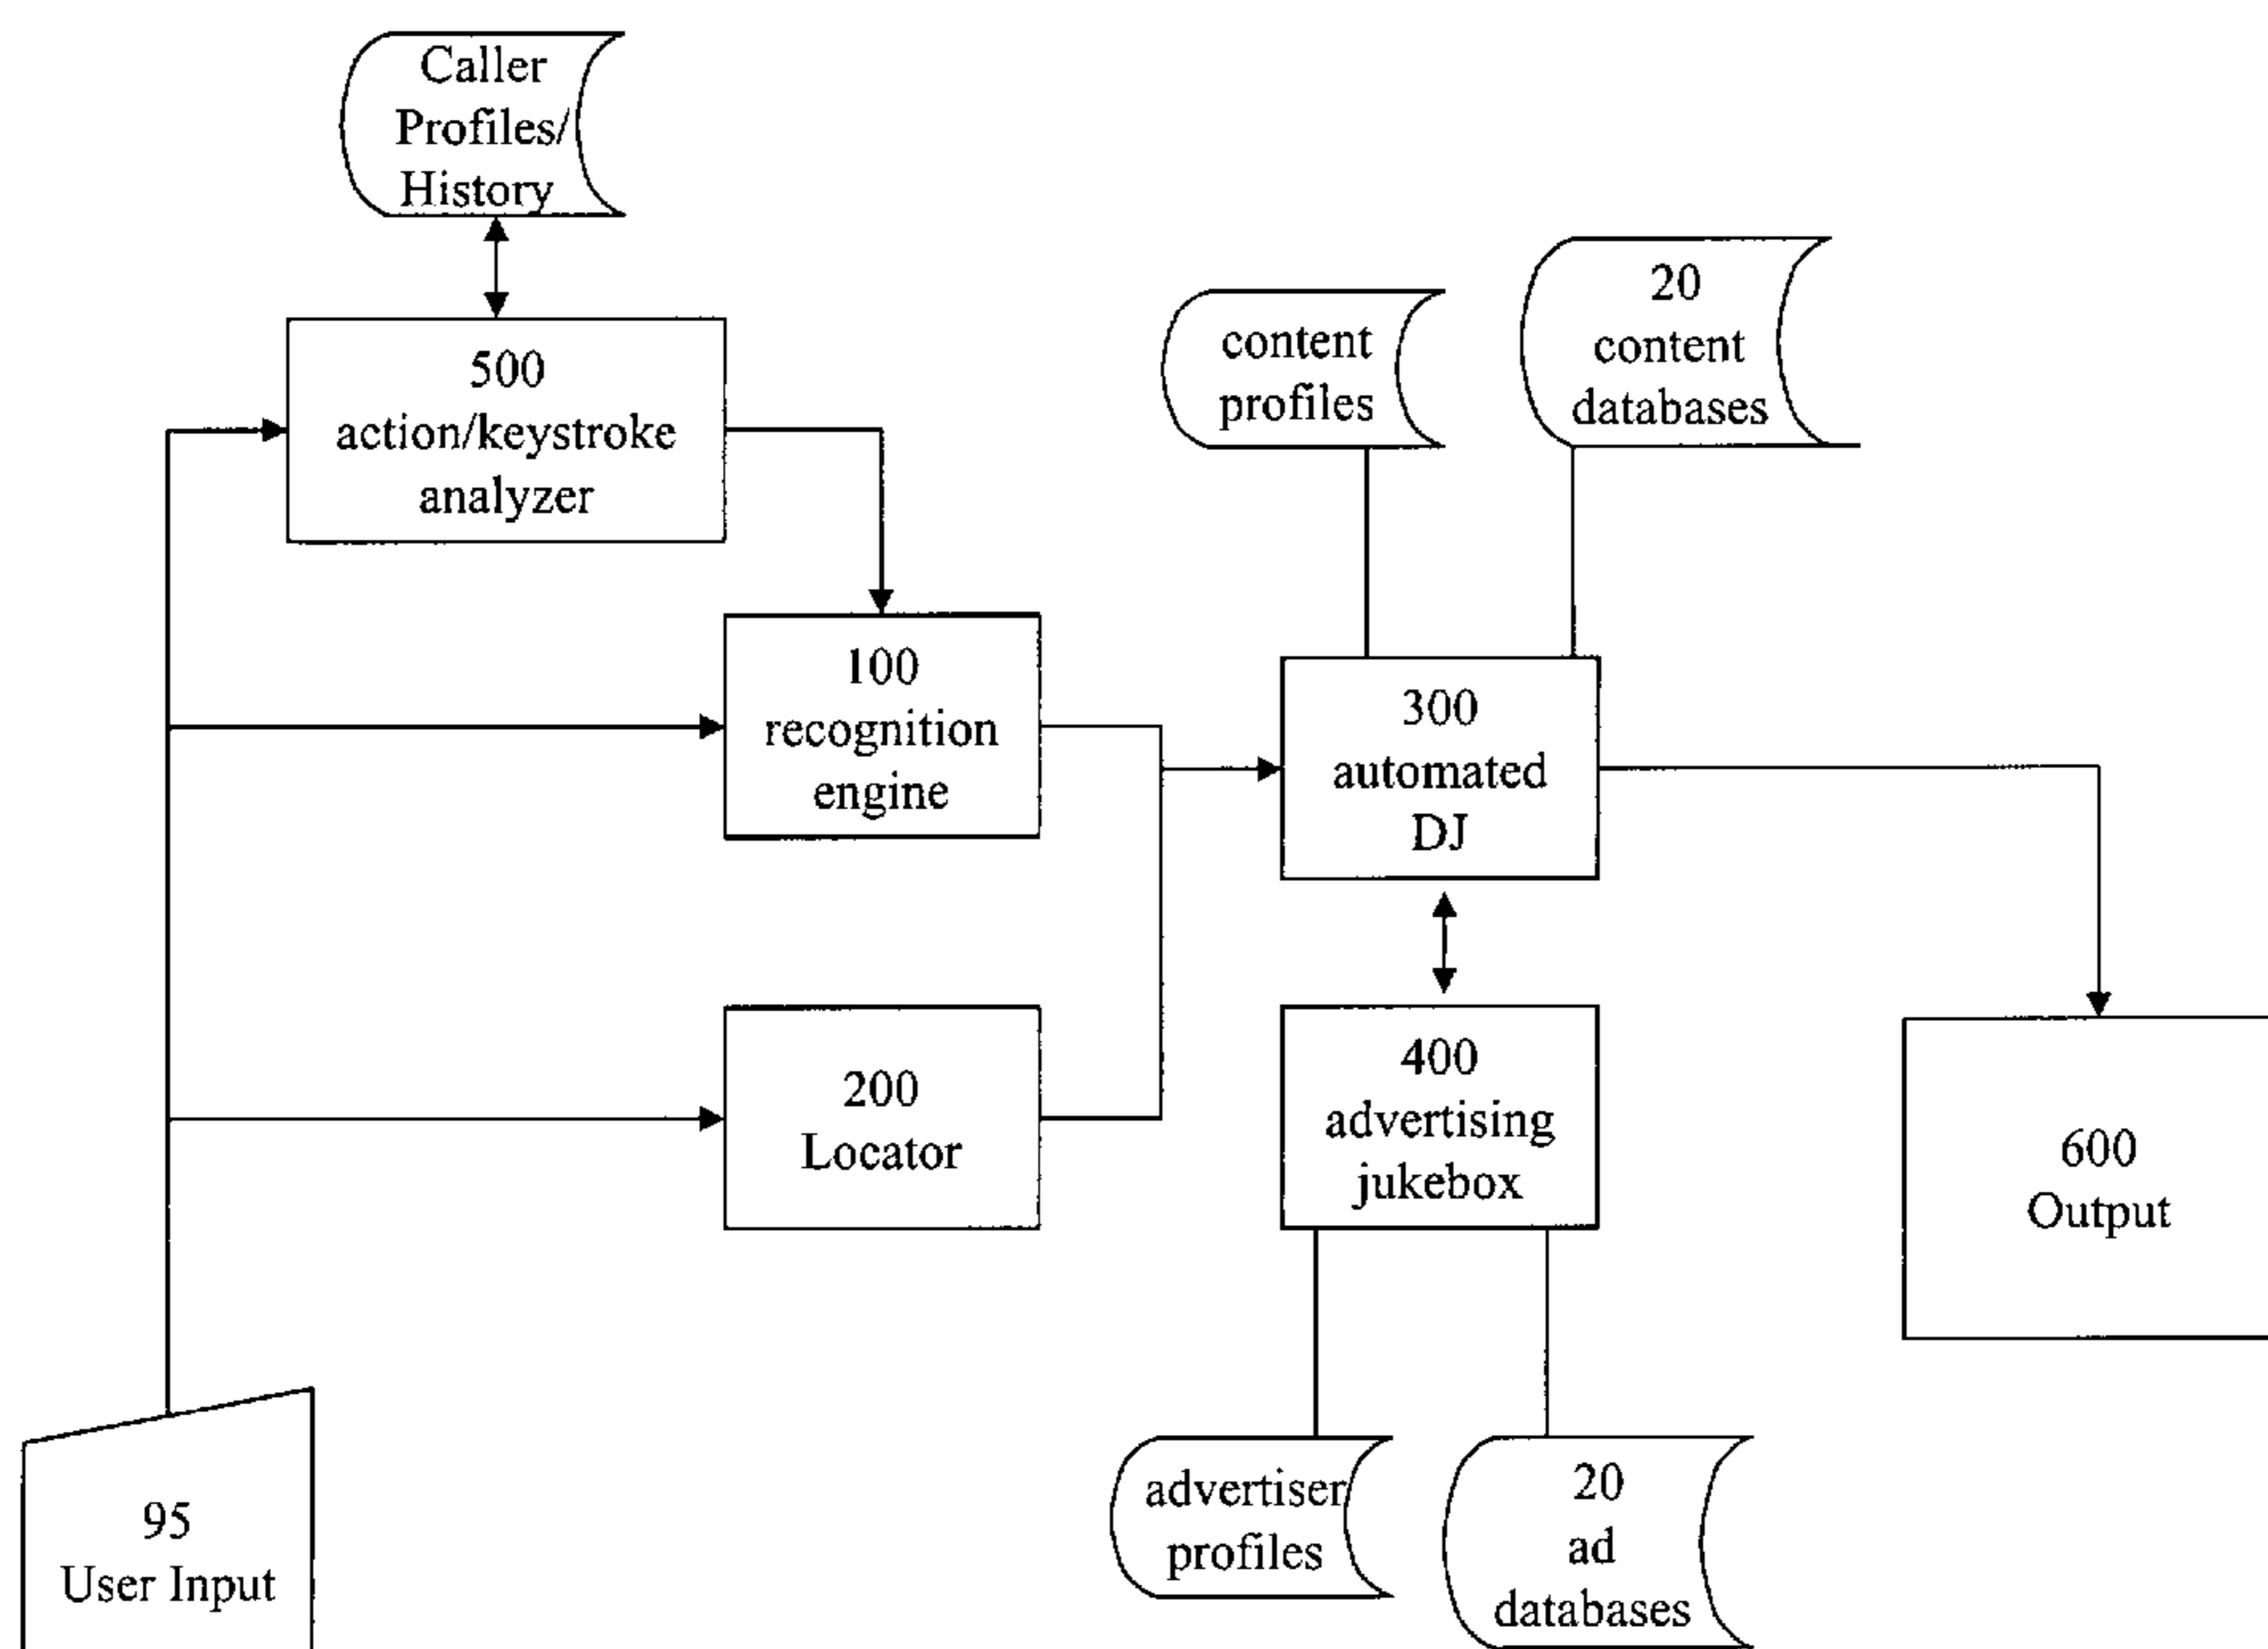 Caller
Profiles/
History
500
action/keystroke
analyzer
content
profiles
20
content
databases
100
recognition
engine
300
automated
DJ
200
Locator
400
advertising
jukebox
600
Output
95
User Input
advertiser
profiles
20
ad
databases